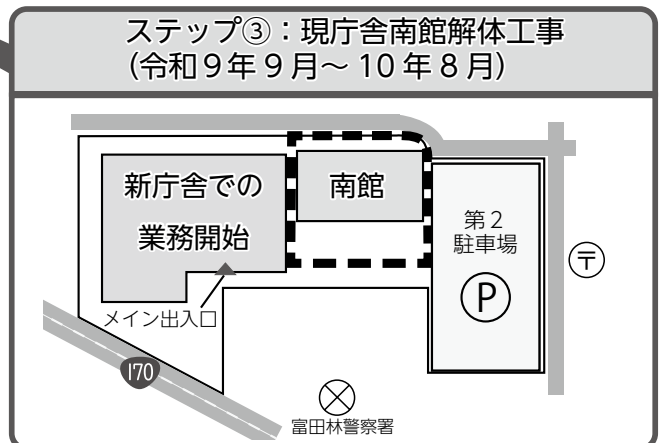 ステップ③：現庁舎南館解体工事
（令和９年９月～10年８月）
新庁舎での
業務開始
南館
第２
駐車場
P
〒
メイン出入口
170
富田林警察署